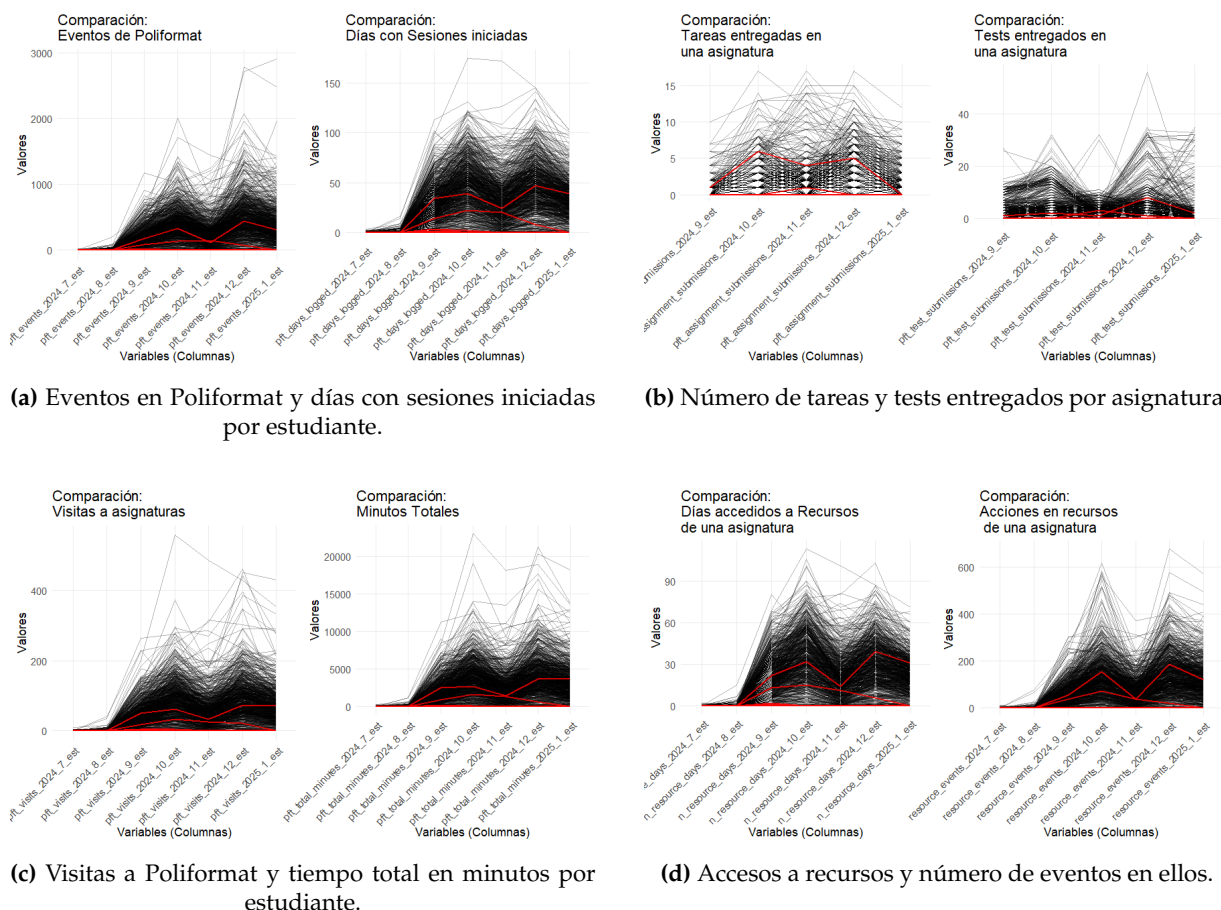 Comparación:
Eventos de Poliformat
Valores
3000
2000
1000
0
pft_events_2024_7_est
pft_events_2024_8_est
pft_events_2024_9_est
pft_events_2024_10_est
pft_events_2024_11_est
pft_events_2024_12_est
pft_events_2025_1_est
Variables (Columnas)
Comparación:
Días con Sesiones iniciadas
Valores
150
100
50
0
pft_days_logged_2024_7_est
pft_days_logged_2024_8_est
pft_days_logged_2024_9_est
pft_days_logged_2024_10_est
pft_days_logged_2024_11_est
pft_days_logged_2024_12_est
pft_days_logged_2025_1_est
Variables (Columnas)
(a) Eventos en Poliformat y días con sesiones iniciadas
por estudiante.
Comparación:
Tareas entregadas en
una asignatura
Valores
15
10
5
0
omissions_2024_9_est
assignment_submissions_2024_10_est
pft_assignment_submissions_2024_11_est
pft_assignment_submissions_2024_12_est
pft_assignment_submissions_2025_1_est
Variables (Columnas)
Comparación:
Tests entregados en
una asignatura
Valores
40
20
0
submissions_2024_9_est
pft_test_submissions_2024_10_est
pft_test_submissions_2024_11_est
pft_test_submissions_2024_12_est
pft_test_submissions_2025_1_est
Variables (Columnas)
(b) Número de tareas y tests entregados por asignatura
Comparación:
Visitas a asignaturas
Valores
400
200
0
pft_visits_2024_7_est
pft_visits_2024_8_est
pft_visits_2024_9_est
pft_visits_2024_10_est
pft_visits_2024_11_est
pft_visits_2024_12_est
pft_visits_2025_1_est
Variables (Columnas)
Comparación:
Minutos Totales
Valores
20000
15000
10000
5000
0
pft_total_minutes_2024_7_est
pft_total_minutes_2024_8_est
pft_total_minutes_2024_9_est
pft_total_minutes_2024_10_est
pft_total_minutes_2024_11_est
pft_total_minutes_2024_12_est
pft_total_minutes_2025_1_est
Variables (Columnas)
(c) Visitas a Poliformat y tiempo total en minutos por
estudiante.
Comparación:
Días accedidos a Recursos
de una asignatura
Valores
90
60
30
0
days_2024_7_est
n_resource_days_2024_8_est
n_resource_days_2024_9_est
n_resource_days_2024_10_est
n_resource_days_2024_11_est
n_resource_days_2024_12_est
n_resource_days_2025_1_est
Variables (Columnas)
Comparación:
Acciones en recursos
de una asignatura
Valores
600
400
200
0
resource_events_2024_7_est
resource_events_2024_8_est
resource_events_2024_9_est
resource_events_2024_10_est
resource_events_2024_11_est
resource_events_2024_12_est
resource_events_2025_1_est
Variables (Columnas)
(d) Accesos a recursos y número de eventos en ellos.